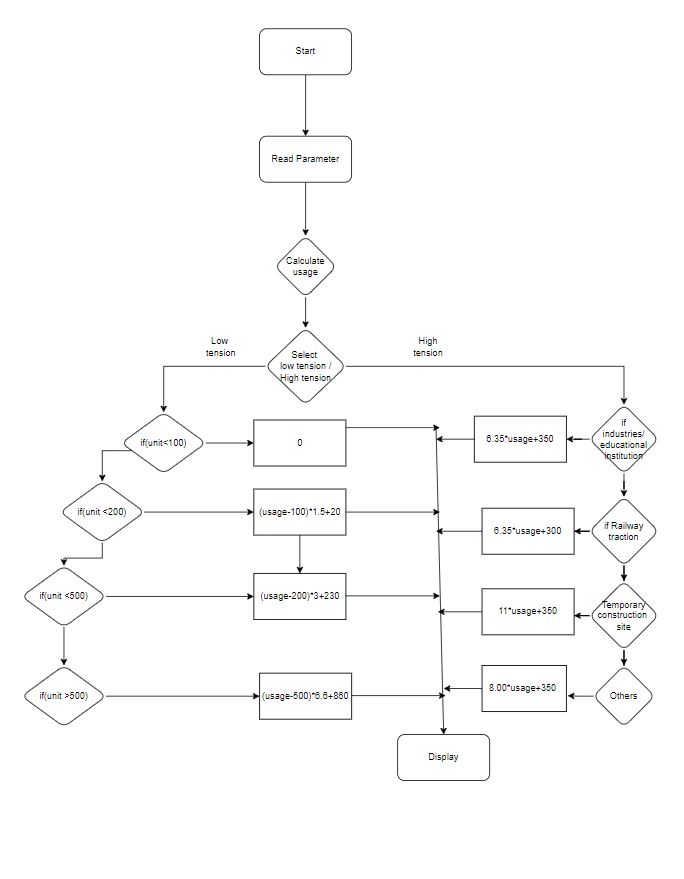 Start
Read Parameter
Calculate
usage
Low
tension
High
tension
Select
low tension /
High tension
if(unit<100)
0
6.35*usage+350
if
industries/
educational
institution
if(unit <200)
(usage-100)*1.5+20
6.35*usage+300
if Railway
traction
if(unit <500)
(usage-200)*3+230
11*usage+350
Temporary
construction
site
if(unit >500)
(usage-500)*6.6+860
8.00*usage+350
Others
Display